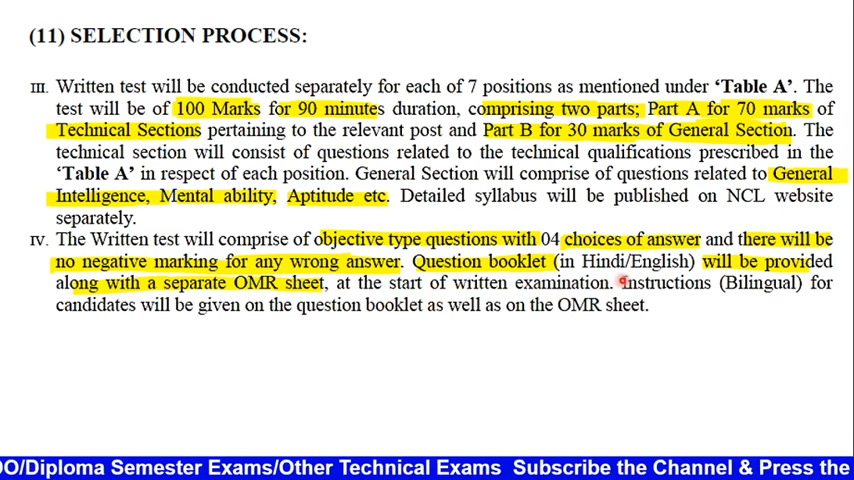 (11) SELECTION PROCESS:
III. Written test will be conducted separately for each of 7 positions as mentioned under ‘Table A’. The
test will be of 100 Marks for 90 minutes duration, comprising two parts; Part A for 70 marks of
Technical Sections pertaining to the relevant post and Part B for 30 marks of General Section. The
technical section will consist of questions related to the technical qualifications prescribed in the
‘Table A’ in respect of each position. General Section will comprise of questions related to General
Intelligence, Mental ability, Aptitude etc. Detailed syllabus will be published on NCL website
separately.
IV. The Written test will comprise of objective type questions with 04 choices of answer and there will be
no negative marking for any wrong answer. Question booklet (in Hindi/English) will be provided
along with a separate OMR sheet, at the start of written examination. Instructions (Bilingual) for
candidates will be given on the question booklet as well as on the OMR sheet.
O/Diploma Semester Exams/Other Technical Exams Subscribe the Channel & Press the